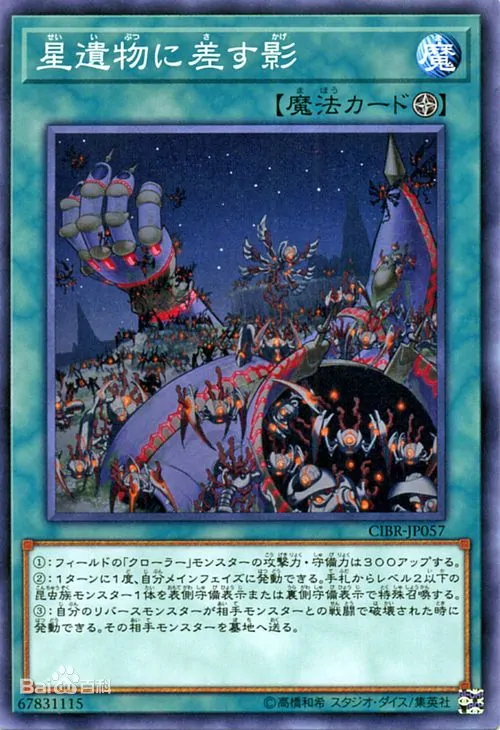 星遺物に差す影
魔
【魔法カード】
CIBR-JP057
①:フィールドの「クローラー」モンスターの攻撃力・守備力は300アップする。
②:1ターンに1度、自分メインフェイズに発動できる。手札からレベル2以下の
昆虫族モンスター1体を表側守備表示または裏側守備表示で特殊召喚する。
③:自分のリバースモンスターが相手モンスターとの戦闘で破壊された時に
発動できる。その相手モンスターを墓地へ送る。
Bai百科
67831115
©高橋和希 スタジオ・ダイス/集英社